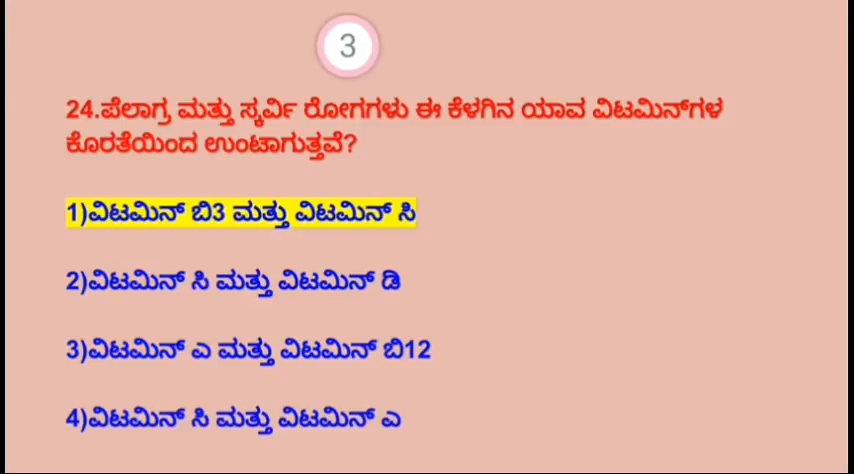 3
24.ಪೆಲಾಗ್ರ ಮತ್ತು ಸ್ಕರ್ವಿ ರೋಗಗಳು ಈ ಕೆಳಗಿನ ಯಾವ ವಿಟಮಿನ್‌ಗಳ
ಕೊರತೆಯಿಂದ ಉಂಟಾಗುತ್ತವೆ?
1)ವಿಟಮಿನ್ ಬಿ3 ಮತ್ತು ವಿಟಮಿನ್ ಸಿ
2)ವಿಟಮಿನ್ ಸಿ ಮತ್ತು ವಿಟಮಿನ್ ಡಿ
3)ವಿಟಮಿನ್ ಎ ಮತ್ತು ವಿಟಮಿನ್ ಬಿ12
4)ವಿಟಮಿನ್ ಸಿ ಮತ್ತು ವಿಟಮಿನ್ ಎ